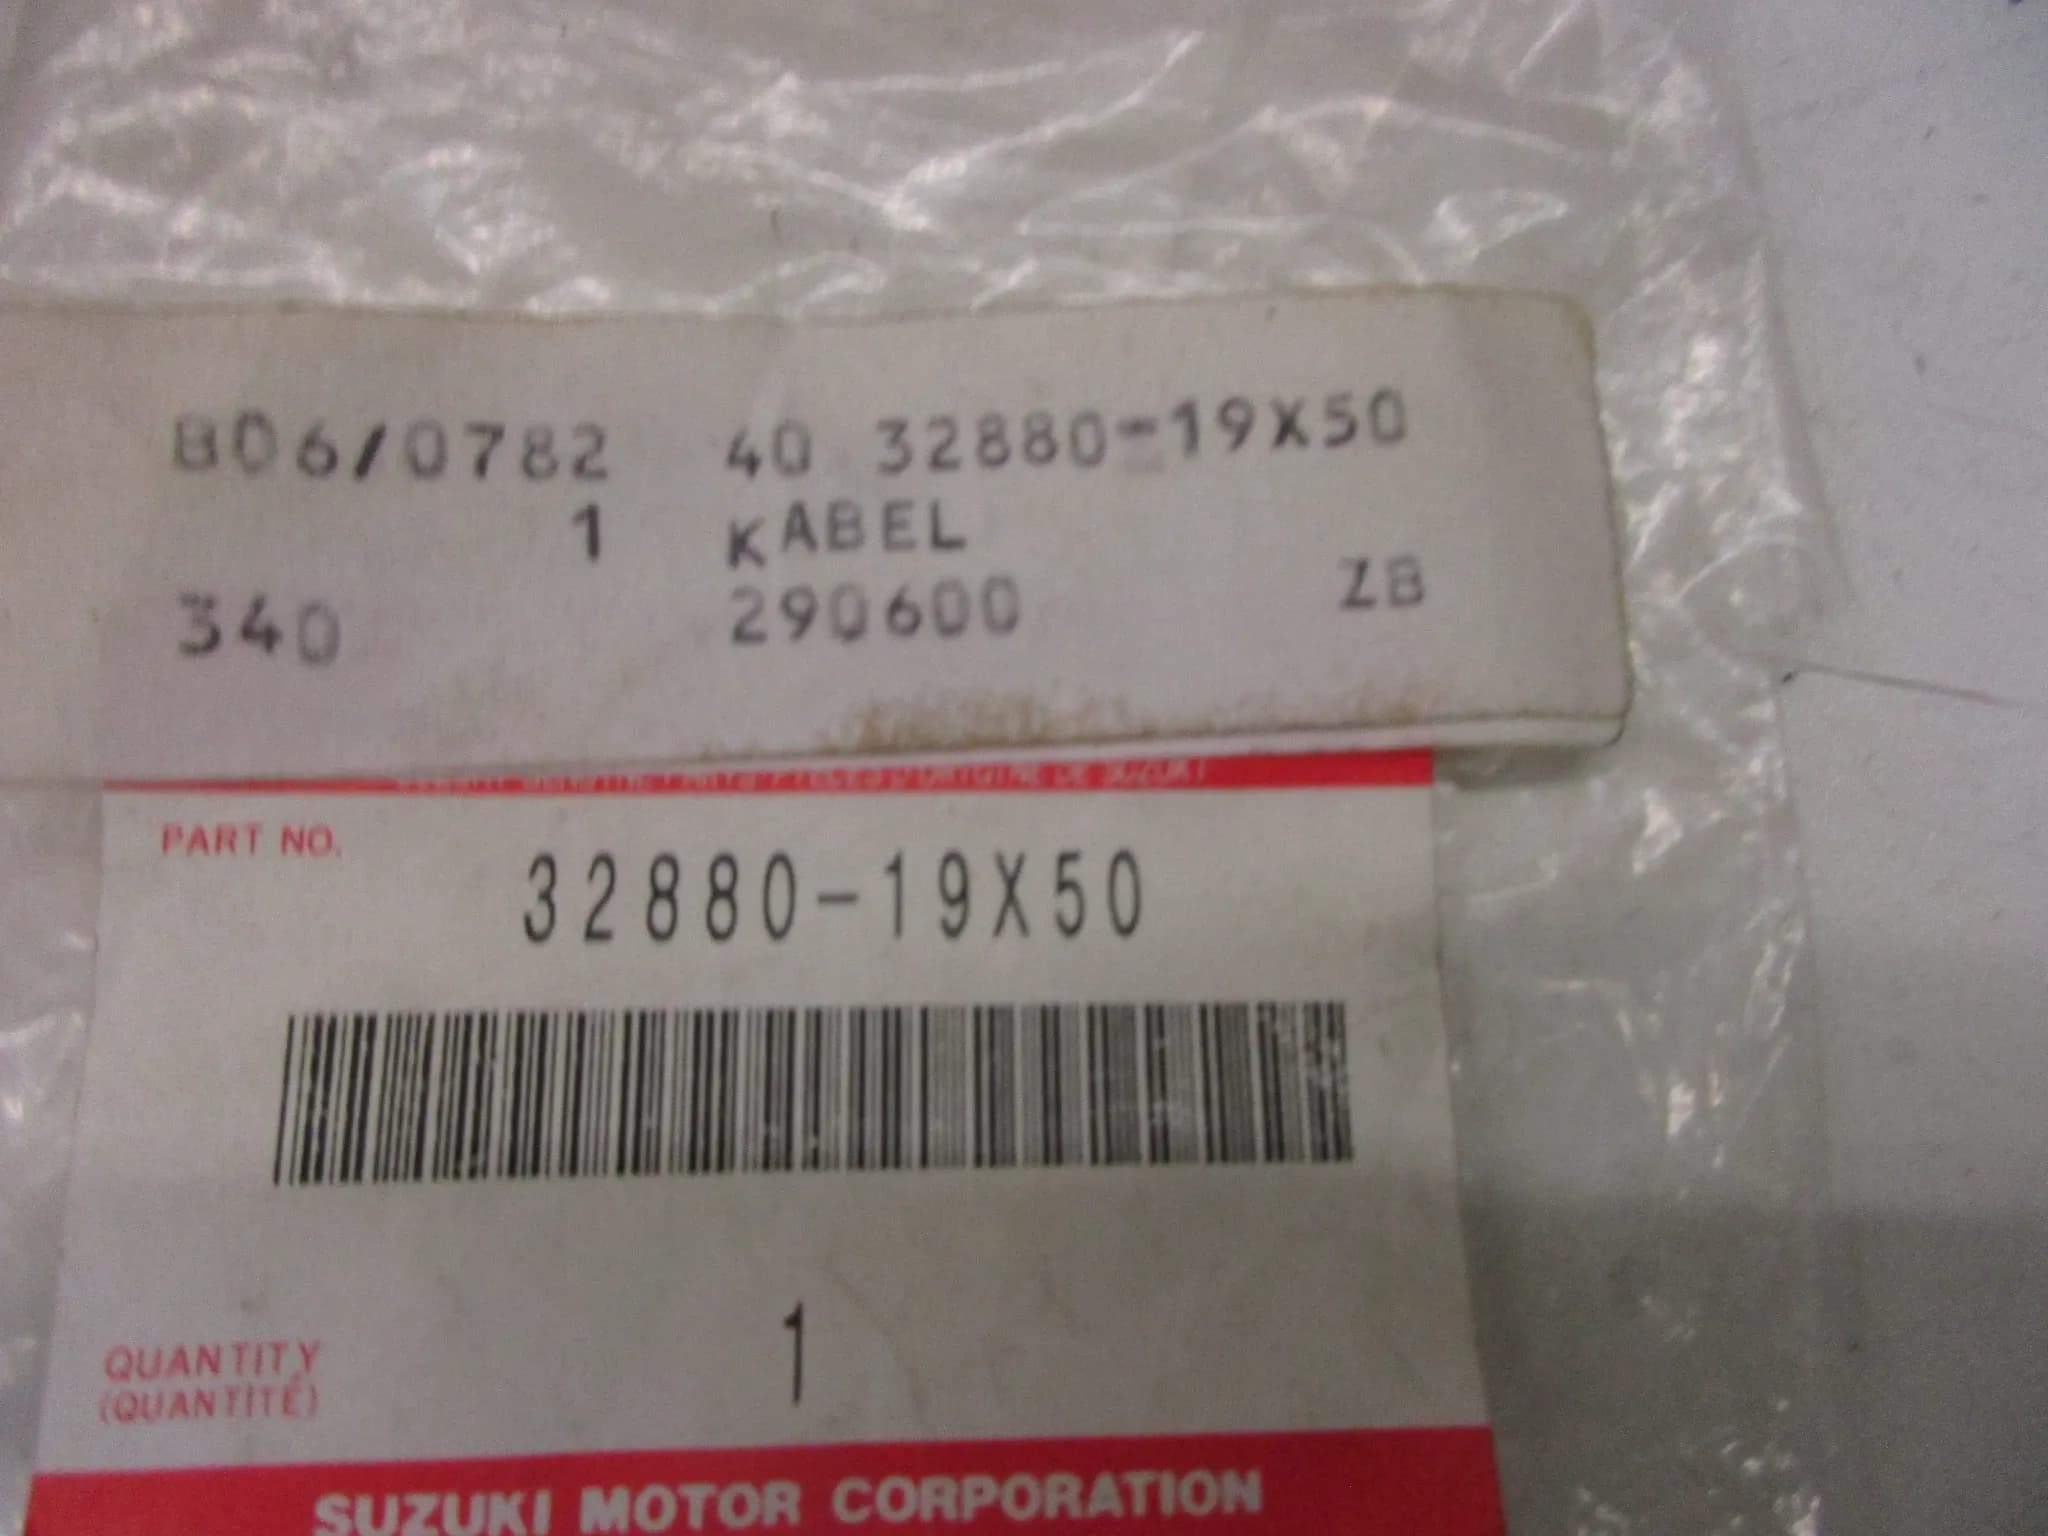 B06/0782 40 32880-19X50
1 KABEL
340 290600 ZB
PART NO.
32880-19X50
1
QUANTITY
(QUANTITÉ)
SUZUKI MOTOR CORPORATION